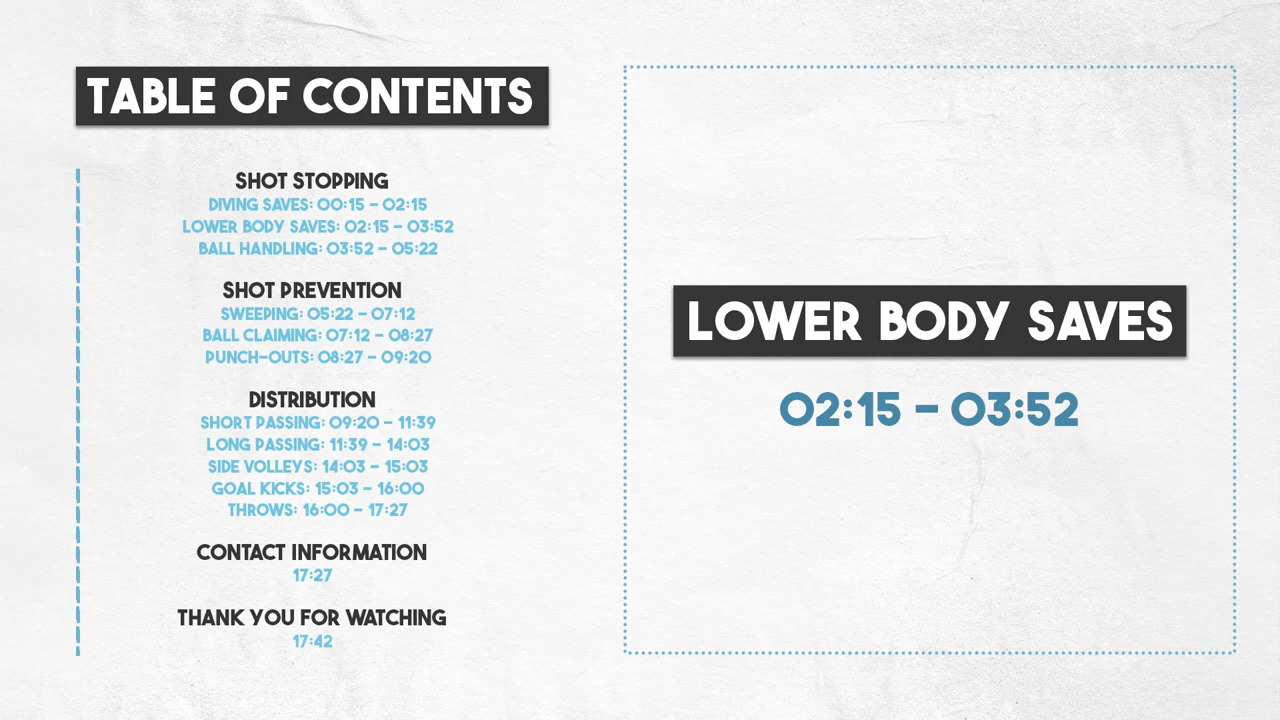 TABLE OF CONTENTS
SHOT STOPPING
DIVING SAVES: 00:15 – 02:15
LOWER BODY SAVES: 02:15 – 03:52
BALL HANDLING: 03:52 – 05:22
SHOT PREVENTION
SWEEPING: 05:22 – 07:12
BALL CLAIMING: 07:12 – 08:27
PUNCH-OUTS: 08:27 – 09:20
DISTRIBUTION
SHORT PASSING: 09:20 – 11:39
LONG PASSING: 11:39 – 14:03
SIDE VOLLEYS: 14:03 – 15:03
GOAL KICKS: 15:03 – 16:00
THROWS: 16:00 – 17:27
CONTACT INFORMATION
17:27
THANK YOU FOR WATCHING
17:42
LOWER BODY SAVES
02:15 – 03:52